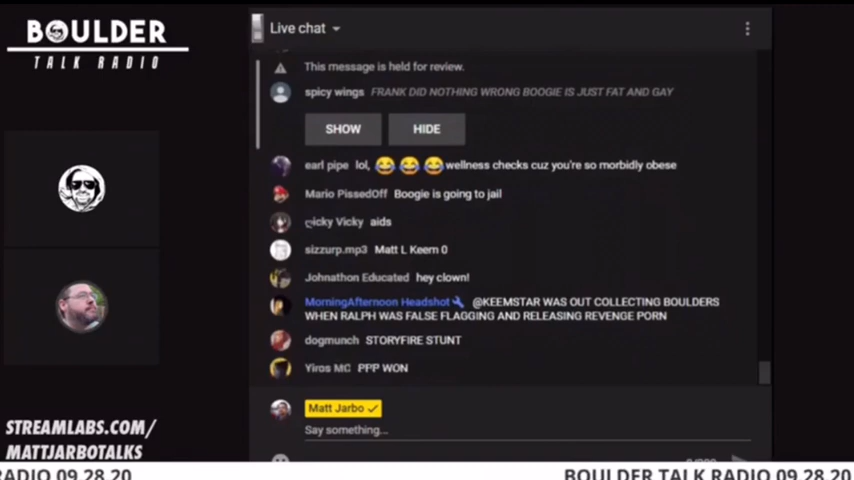 BOULDER
TALK RADIO
Live chat
This message is held for review.
spicy wings FRANK DID NOTHING WRONG BOOGIE IS JUST FAT AND GAY
SHOW HIDE
earl pipe lol, 😂😂😂 wellness checks cuz you're so morbidly obese
Mario PissedOff Boogie is going to jail
Vicky aids
sizzurp.mp3 Matt L Keem 0
Johnathon Educated hey clown!
MorningAfternoon Headshot @KEEMSTAR WAS OUT COLLECTING BOULDERS
WHEN RALPH WAS FALSE FLAGGING AND RELEASING REVENGE PORN
dogmunch STORYFIRE STUNT
Yiros MC PPP WON
Matt Jarbo ✓
Say something...
STREAMLABS.COM/
MATTJARBOTALKS
RADIO 09.28.20
BOULDER TALK RADIO 09.28.20